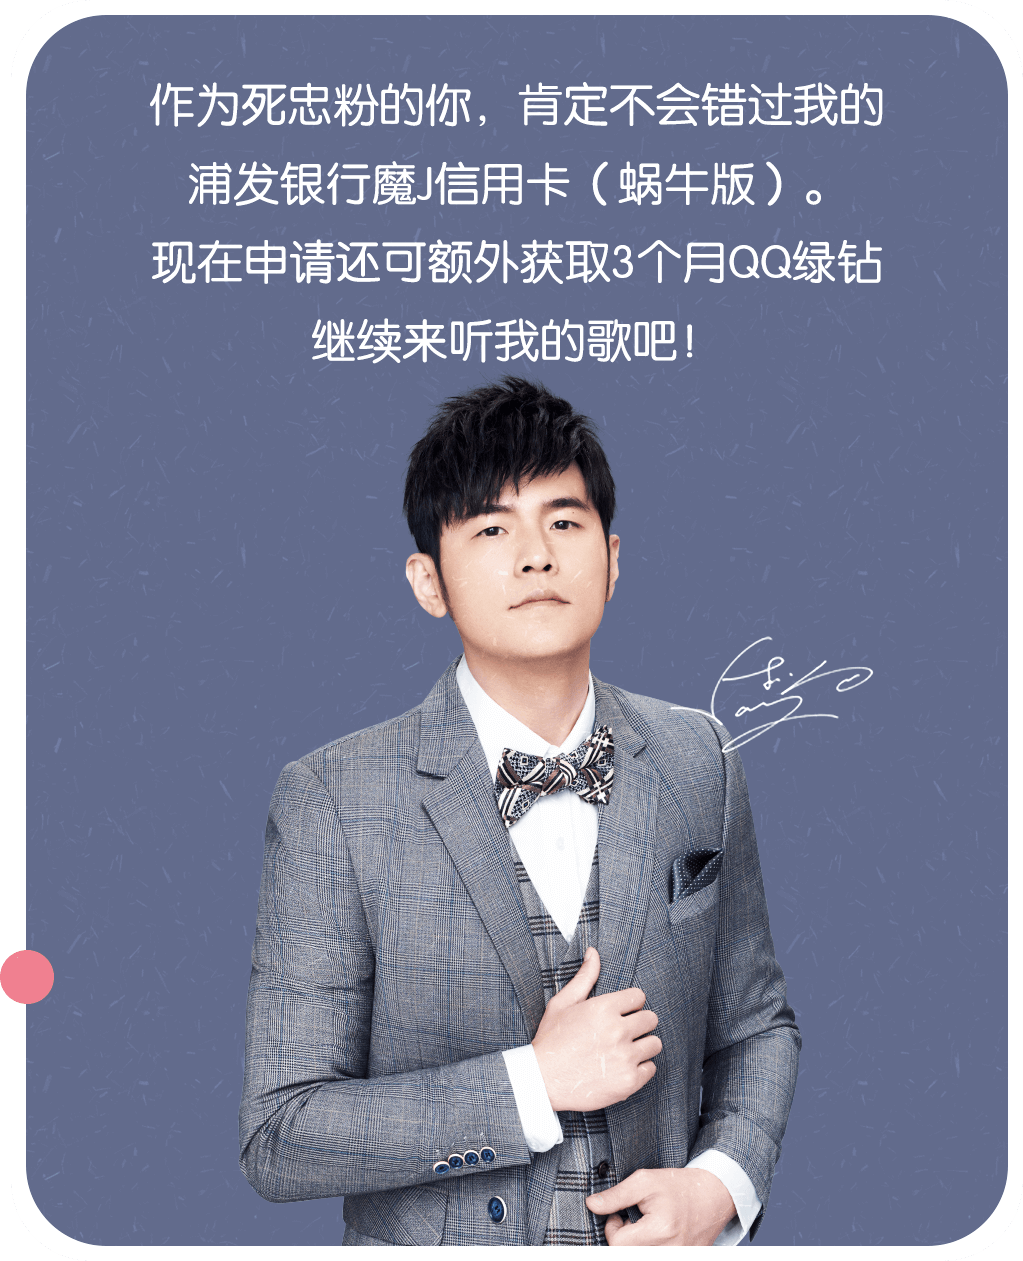 作为死忠粉的你，肯定不会错过我的
浦发银行魔J信用卡（蜗牛版）。
现在申请还可额外获取3个月QQ绿钻
继续来听我的歌吧！